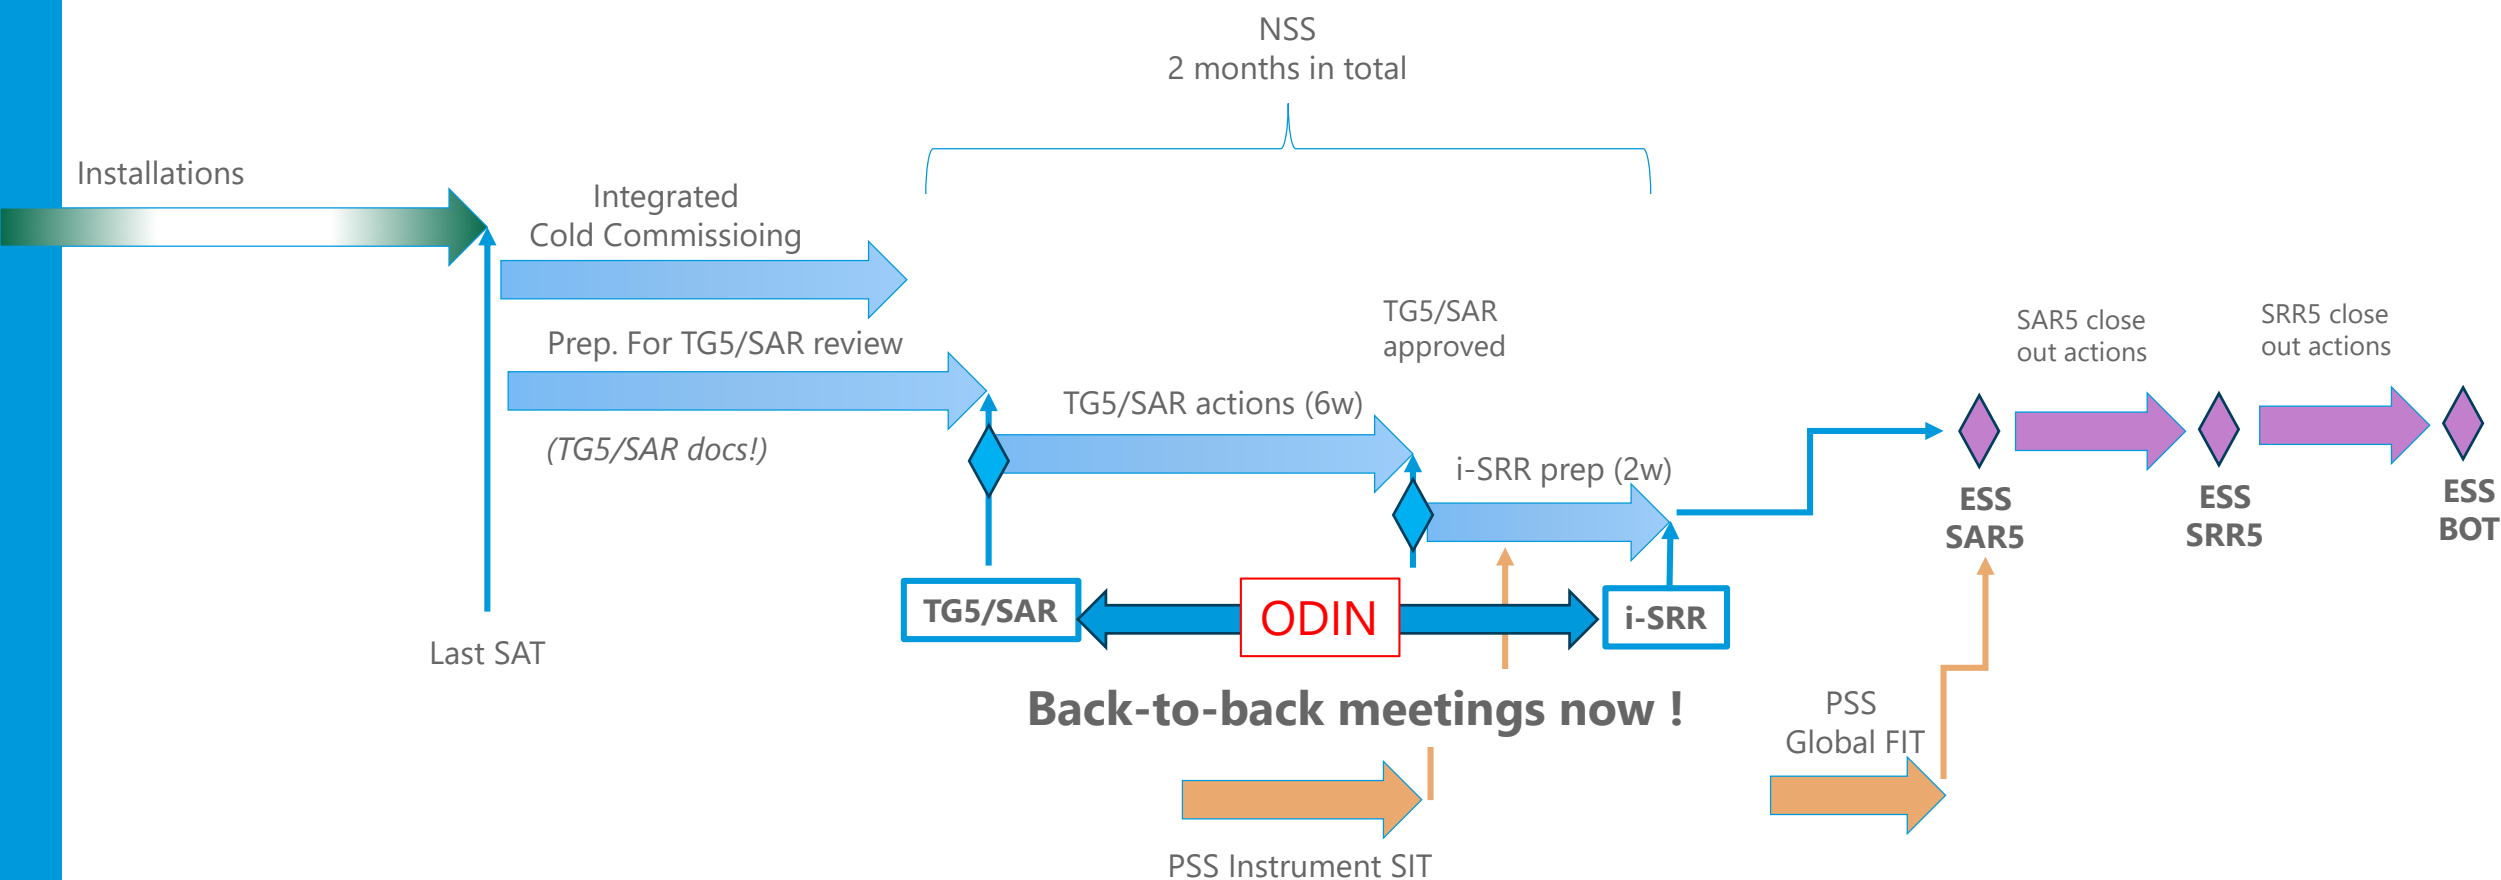 NSS
2 months in total
Installations
Integrated
Cold Commissioing
Prep. For TG5/SAR review
(TG5/SAR docs!)
TG5/SAR actions (6w)
TG5/SAR
approved
i-SRR prep (2w)
SAR5 close
out actions
SRR5 close
out actions
ESS
SAR5
ESS
SRR5
ESS
BOT
TG5/SAR
ODIN
i-SRR
Last SAT
Back-to-back meetings now !
PSS
Global FIT
PSS Instrument SIT